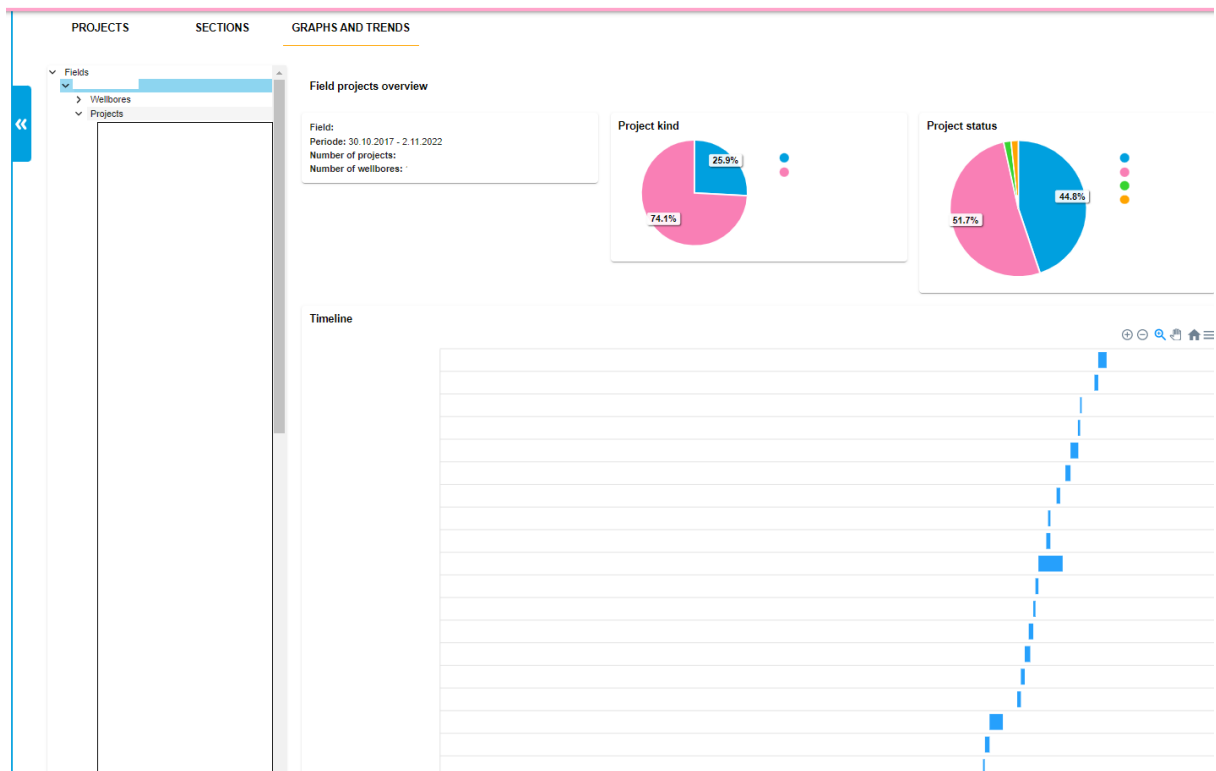 PROJECTS SECTIONS GRAPHS AND TRENDS
Fields
Wellbores
Projects
Field projects overview
Field:
Periode: 30.10.2017 - 2.11.2022
Number of projects:
Number of wellbores:
Project kind
25.9%
74.1%
Project status
44.8%
51.7%
Timeline